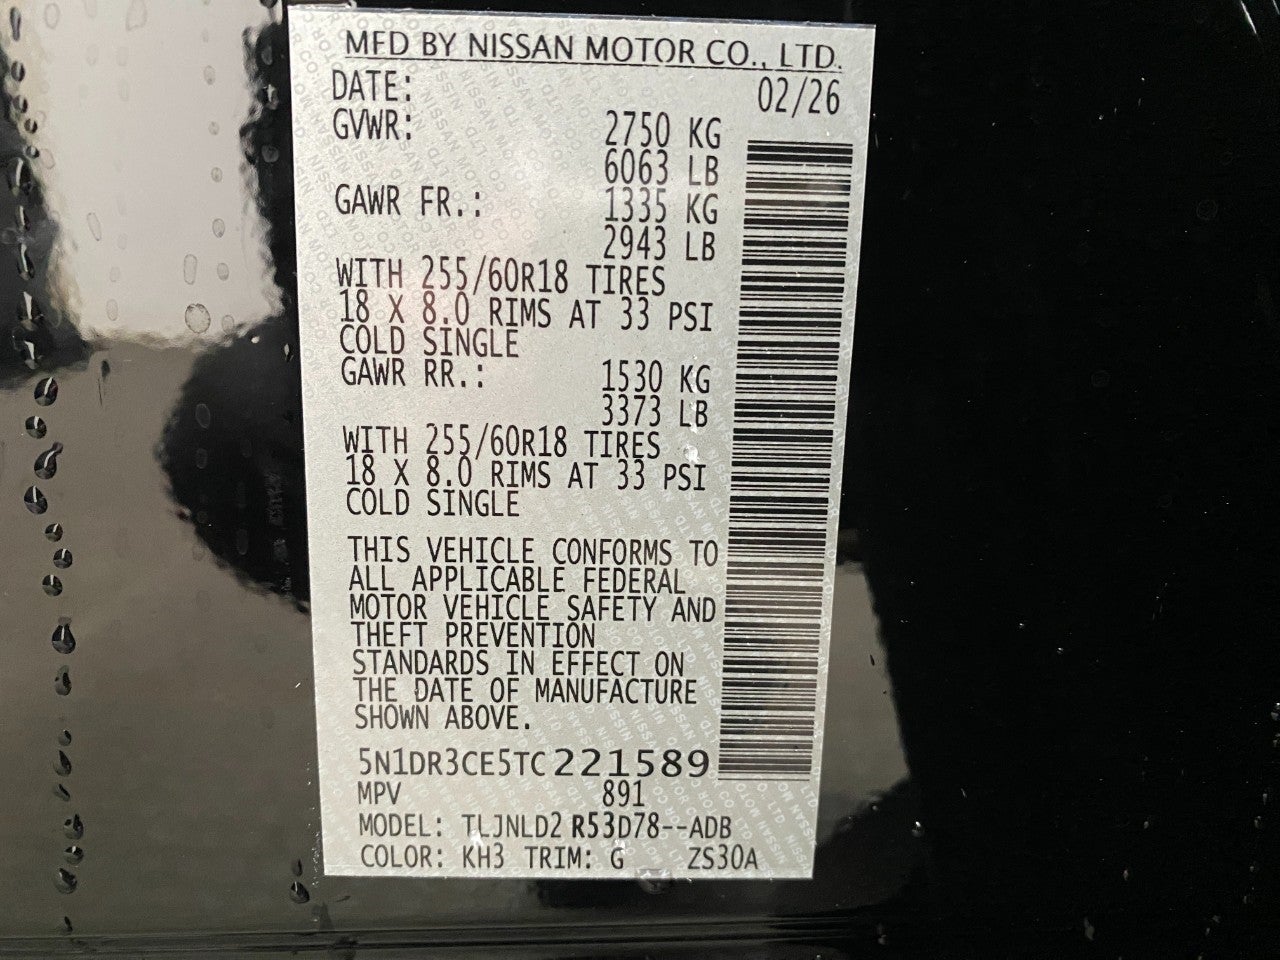 MFD BY NISSAN MOTOR CO., LTD.
DATE: 02/26
GVWR: 2750 KG
6063 LB
GAWR FR.: 1335 KG
2943 LB
WITH 255/60R18 TIRES
18 X 8.0 RIMS AT 33 PSI
COLD SINGLE
GAWR RR.: 1530 KG
3373 LB
WITH 255/60R18 TIRES
18 X 8.0 RIMS AT 33 PSI
COLD SINGLE
THIS VEHICLE CONFORMS TO
ALL APPLICABLE FEDERAL
MOTOR VEHICLE SAFETY AND
THEFT PREVENTION
STANDARDS IN EFFECT ON
THE DATE OF MANUFACTURE
SHOWN ABOVE.
5N1DR3CE5TC221589
MPV 891
MODEL: TLJNLD2 R53D78--ADB
COLOR: KH3 TRIM: G ZS30A